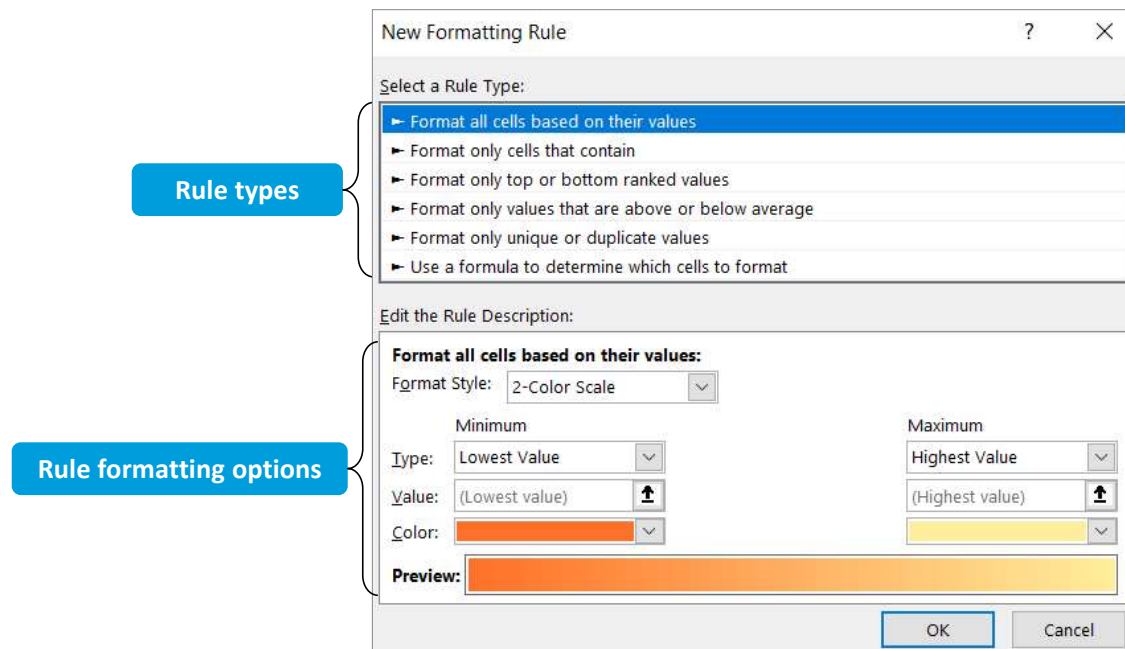 New Formatting Rule ? ×
Select a Rule Type:
► Format all cells based on their values
► Format only cells that contain
► Format only top or bottom ranked values
► Format only values that are above or below average
► Format only unique or duplicate values
► Use a formula to determine which cells to format
Rule types
Edit the Rule Description:
Format all cells based on their values:
Format Style: 2-Color Scale
Minimum Maximum
Type: Lowest Value Highest Value
Rule formatting options
Value: (Lowest value) (Highest value)
Color:
Preview:
OK Cancel